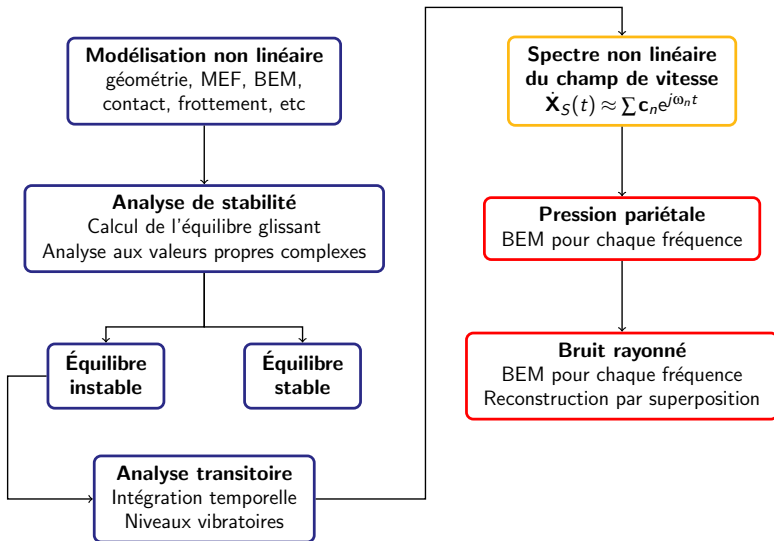 Modélisation non linéaire
géométrie, MEF, BEM,
contact, frottement, etc
Analyse de stabilité
Calcul de l'équilibre glissant
Analyse aux valeurs propres complexes
Équilibre
instable
Équilibre
stable
Analyse transitoire
Intégration temporelle
Niveaux vibratoires
Spectre non linéaire
du champ de vitesse
Ẋ_S(t) ≈ ∑ c_n e^{jω_n t}
Pression pariétale
BEM pour chaque fréquence
Bruit rayonné
BEM pour chaque fréquence
Reconstruction par superposition